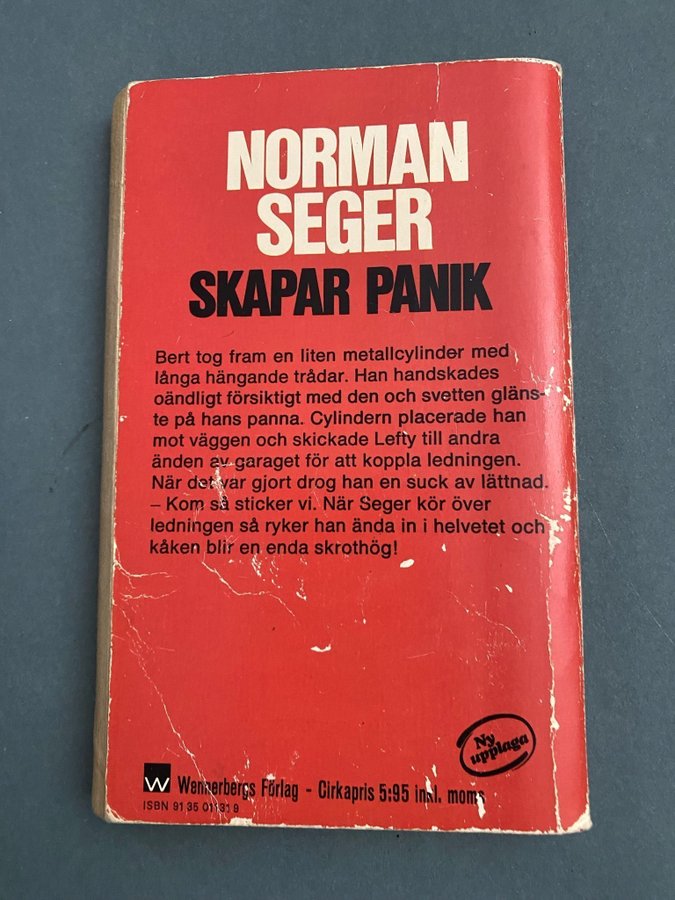 NORMAN
SEGER
SKAPAR PANIK
Bert tog fram en liten metallcylinder med
långa hängande trådar. Han handskades
oändligt försiktigt med den och svetten gläns-
te på hans panna. Cylindern placerade han
mot väggen och skickade Lefty till andra
änden av garaget för att koppla ledningen.
När det var gjort drog han en suck av lättnad.
– Kom så sticker vi. När Seger kör över
ledningen så ryker han ända in i helvetet och
kåken blir en enda skrothög!
Ny
upplaga
W Wennerbergs Förlag - Cirkapris 5:95 inkl. moms
ISBN 91 35